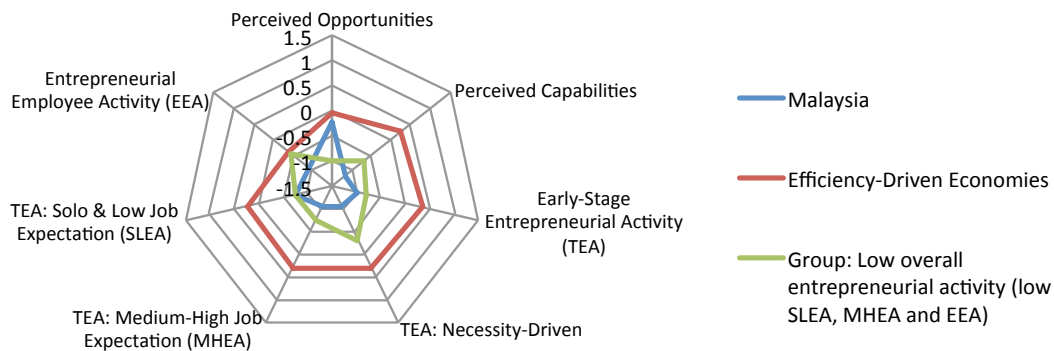 Perceived Opportunities
1.5
1
0.5
0
-0.5
-1
-1.5
Perceived Capabilities
Early-Stage
Entrepreneurial Activity
(TEA)
TEA: Necessity-Driven
TEA: Medium-High Job
Expectation (MHEA)
TEA: Solo & Low Job
Expectation (SLEA)
Entrepreneurial
Employee Activity (EEA)
Malaysia
Efficiency-Driven Economies
Group: Low overall
entrepreneurial activity (low
SLEA, MHEA and EEA)